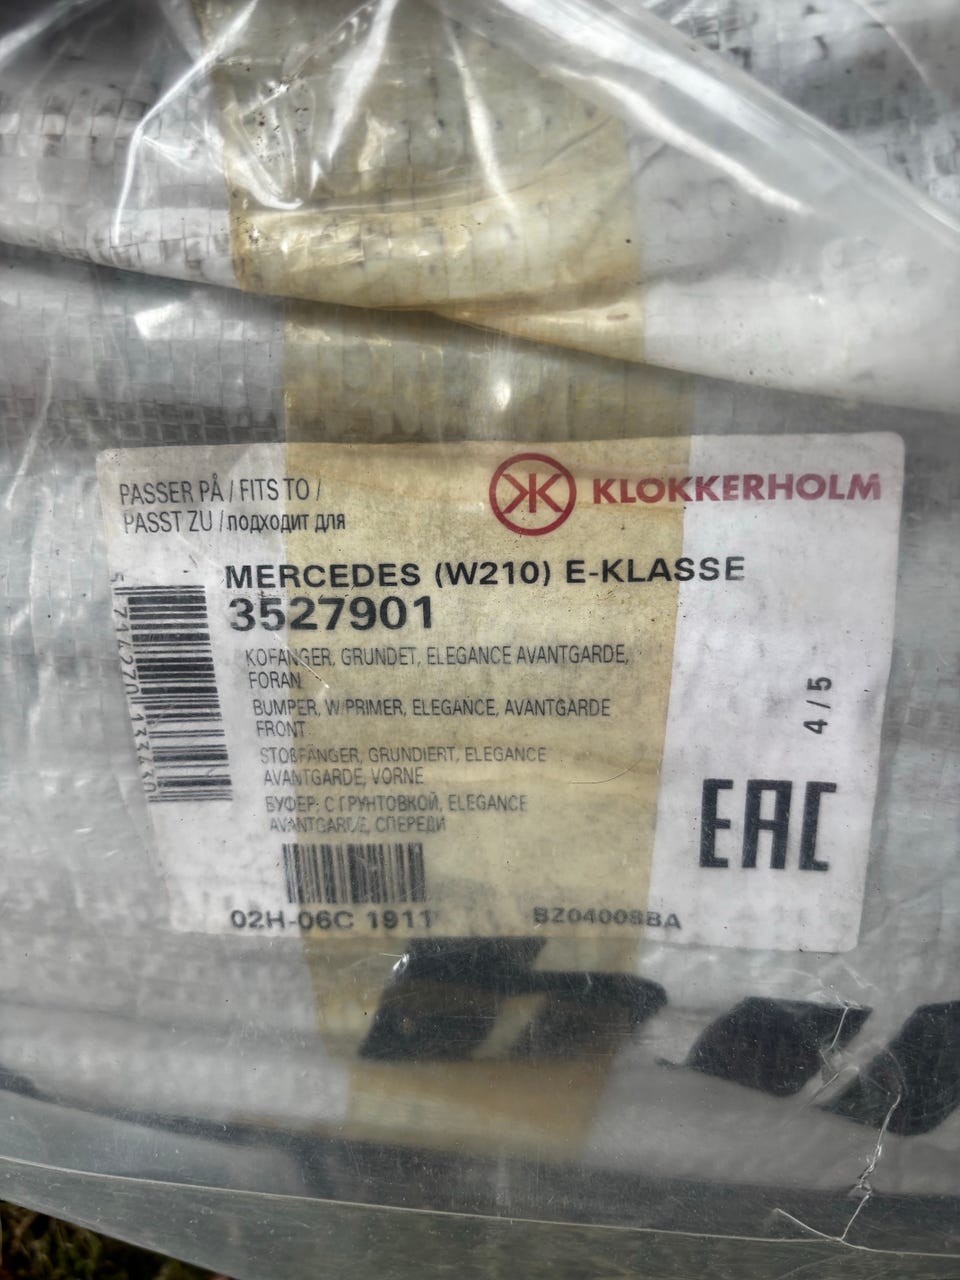 PASSER PÅ / FITS TO /
PASST ZU / подходит для
KLOKKERHOLM
MERCEDES (W210) E-KLASSE
3527901
KOFANGER, GRUNDET, ELEGANCE AVANTGARDE,
FORAN
BUMPER, W/PRIMER, ELEGANCE, AVANTGARDE
FRONT
STOßFÄNGER, GRUNDIERT, ELEGANCE
AVANTGARDE, VORNE
БУФЕР: С ГРУНТОВКОЙ, ELEGANCE
AVANTGARDE, СПЕРЕДИ
4 / 5
EAC
02H-06C 1911
BZ04008BA